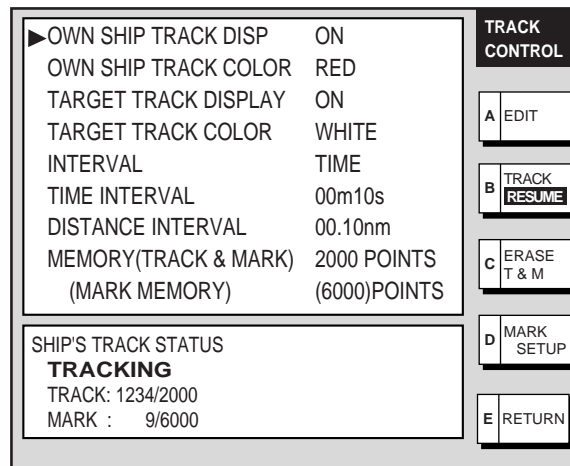 ▶OWN SHIP TRACK DISP ON
OWN SHIP TRACK COLOR RED
TARGET TRACK DISPLAY ON
TARGET TRACK COLOR WHITE
INTERVAL TIME
TIME INTERVAL 00m10s
DISTANCE INTERVAL 00.10nm
MEMORY(TRACK & MARK) 2000 POINTS
(MARK MEMORY) (6000)POINTS
SHIP'S TRACK STATUS
TRACKING
TRACK: 1234/2000
MARK : 9/6000
TRACK
CONTROL
A EDIT
B TRACK
RESUME
C ERASE
T & M
D MARK
SETUP
E RETURN